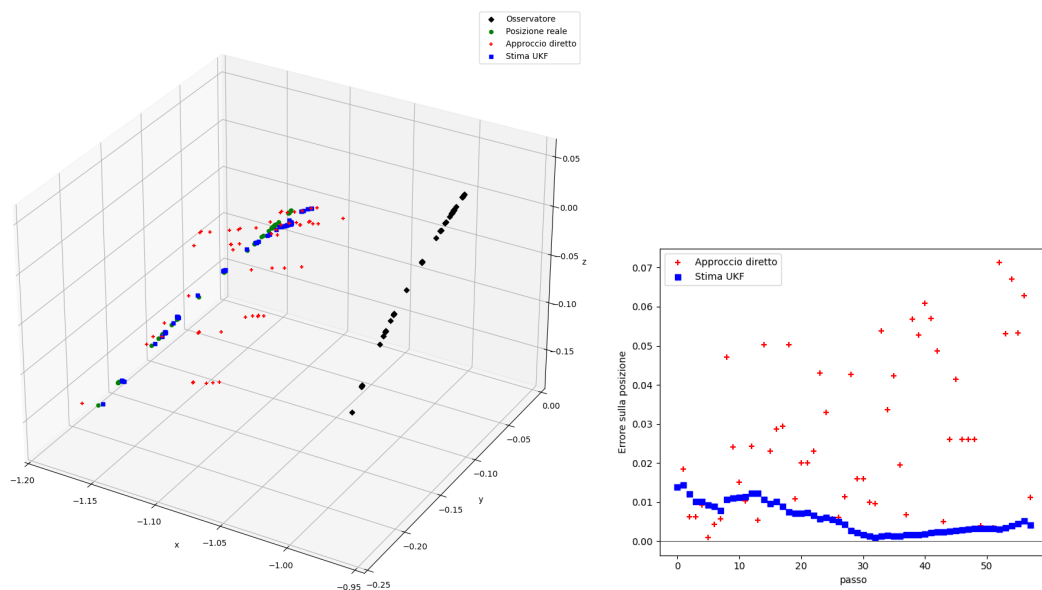 Osservatore
Posizione reale
Approccio diretto
Stima UKF
0.05
0.00
−0.05
z
−0.10
−0.15
0.00
−0.05
−0.10
y
−0.15
−0.20
−0.25
−1.20
−1.15
−1.10
x
−1.05
−1.00
−0.95
Approccio diretto
Stima UKF
Errore sulla posizione
0.07
0.06
0.05
0.04
0.03
0.02
0.01
0.00
0 10 20 30 40 50
passo